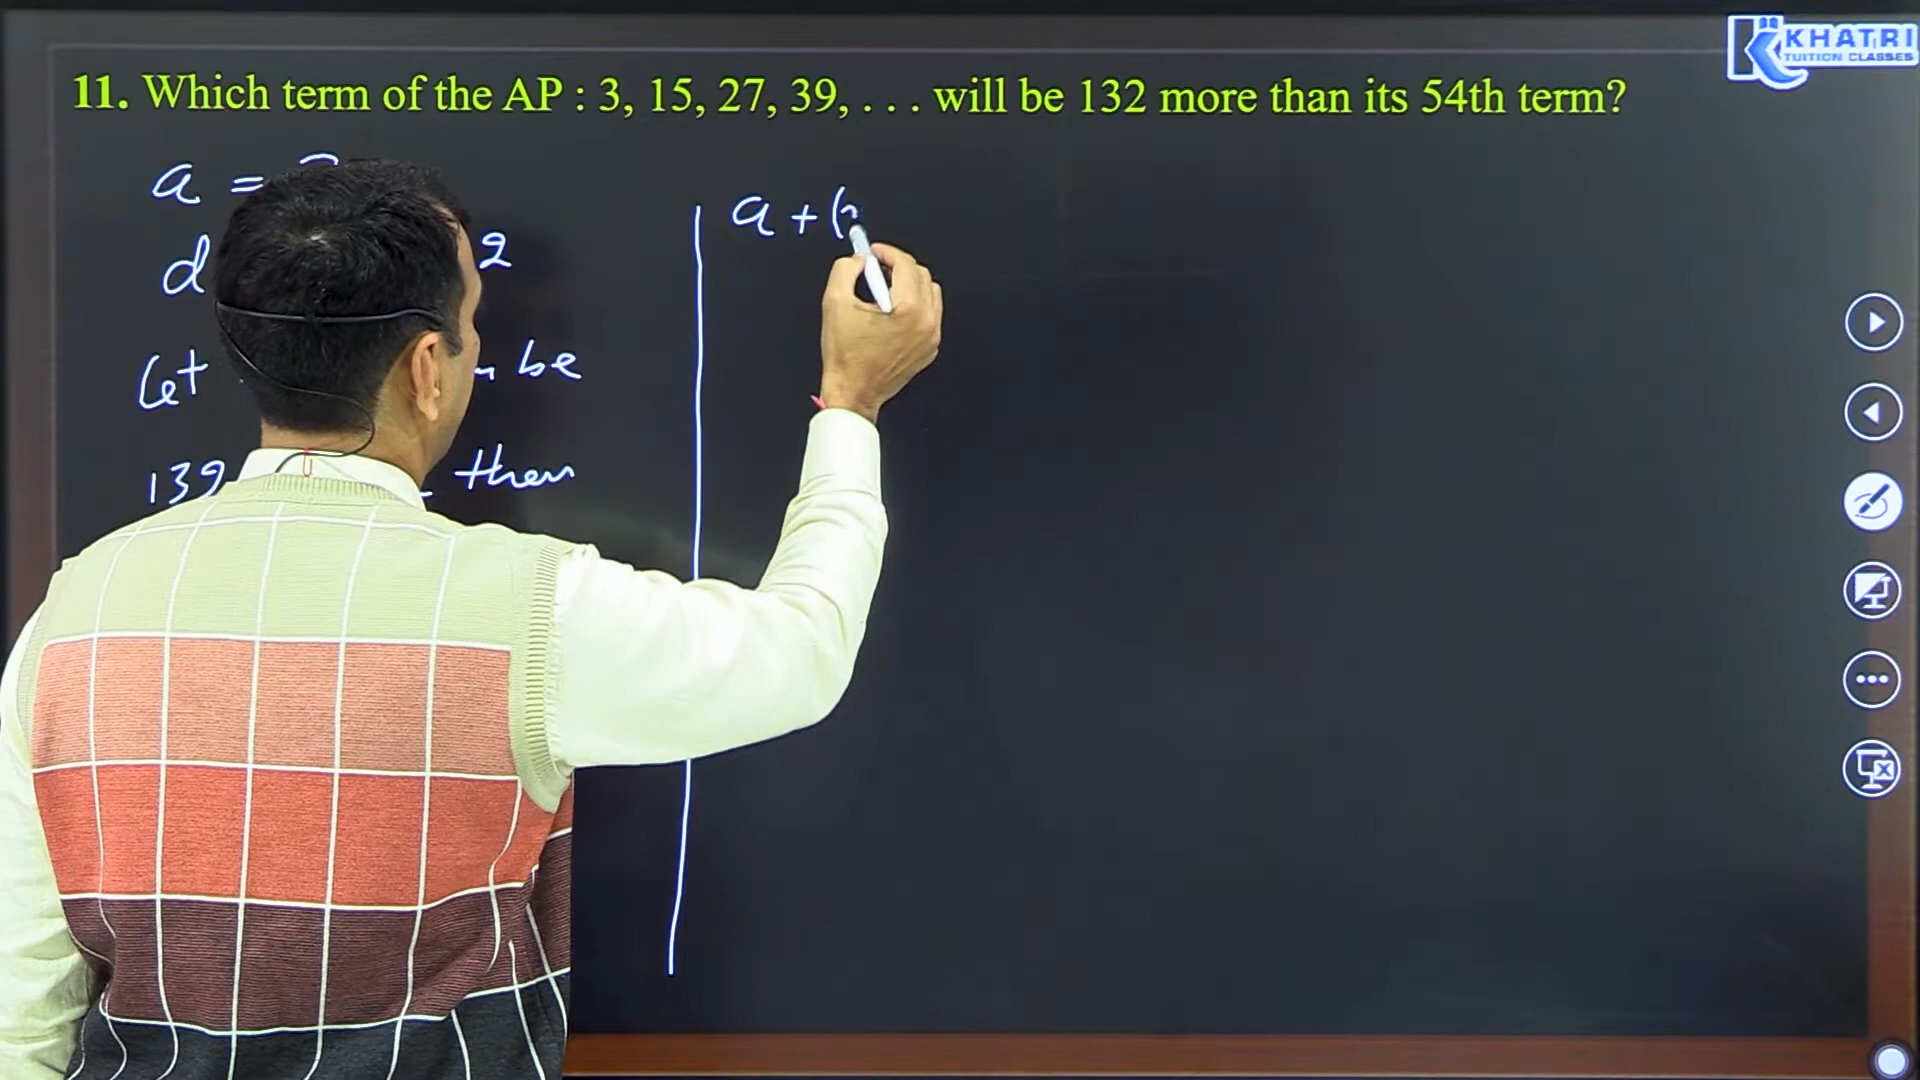 KHATRI
TUITION CLASSES
11. Which term of the AP : 3, 15, 27, 39, . . . will be 132 more than its 54th term?
a =
d 2
Let be
139 then
a + (